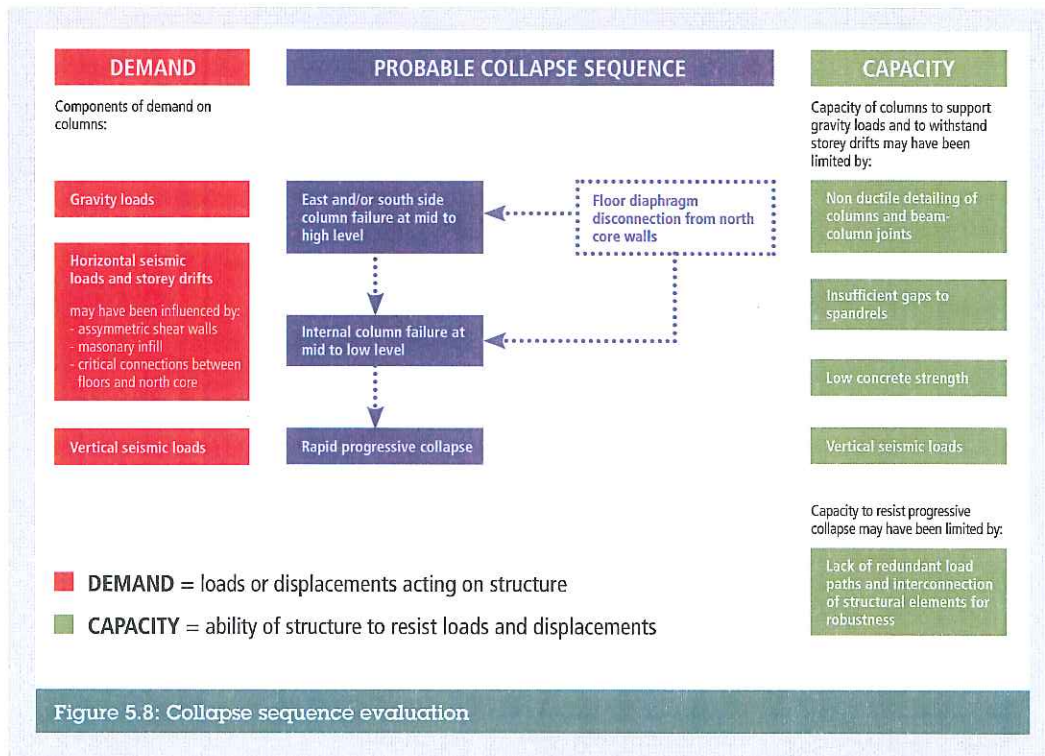 DEMAND
Components of demand on
columns:
Gravity loads
Horizontal seismic
loads and storey drifts
may have been influenced by:
- assymetric shear walls
- masonary infill
- critical connections between
floors and north core
Vertical seismic loads
PROBABLE COLLAPSE SEQUENCE
East and/or south side
column failure at mid to
high level
Floor diaphragm
disconnection from north
core walls
Internal column failure at
mid to low level
Rapid progressive collapse
CAPACITY
Capacity of columns to support
gravity loads and to withstand
storey drifts may have been
limited by:
Non ductile detailing of
columns and beam-
column joints
Insufficient gaps to
spandrels
Low concrete strength
Vertical seismic loads
Capacity to resist progressive
collapse may have been limited by:
Lack of redundant load
paths and interconnection
of structural elements for
robustness
DEMAND = loads or displacements acting on structure
CAPACITY = ability of structure to resist loads and displacements
Figure 5.8: Collapse sequence evaluation